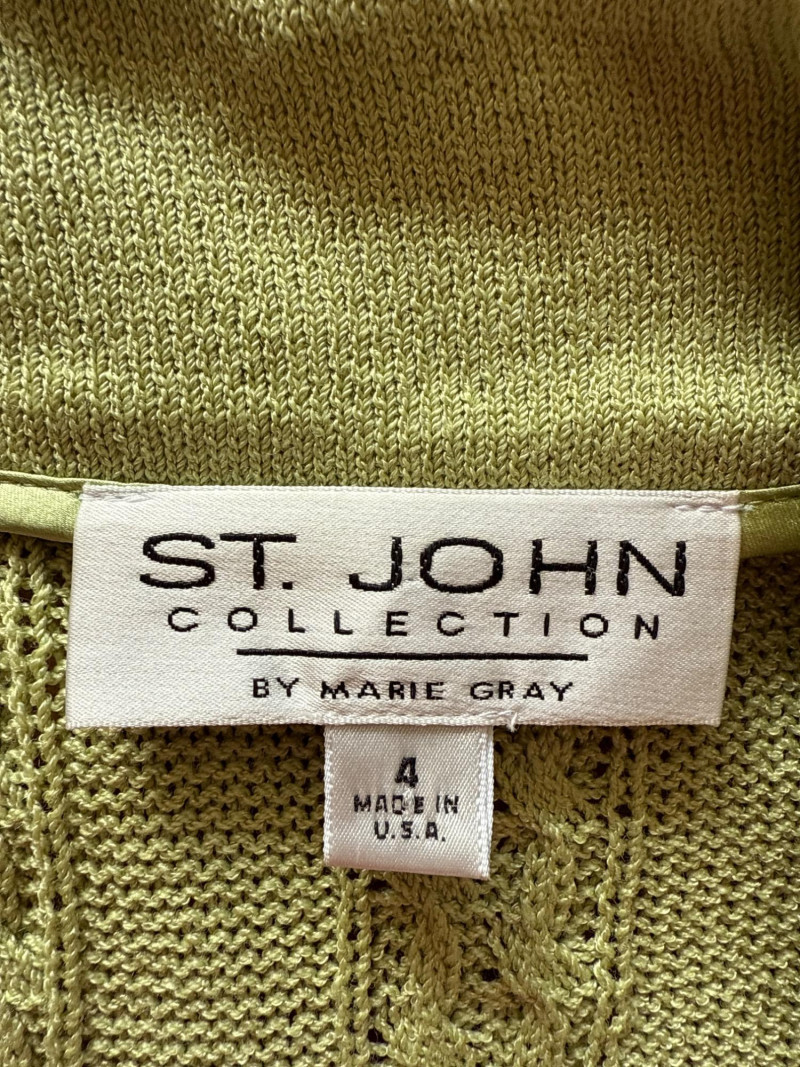 ST. JOHN
COLLECTION
BY MARIE GRAY
4
MADE IN
U.S.A.